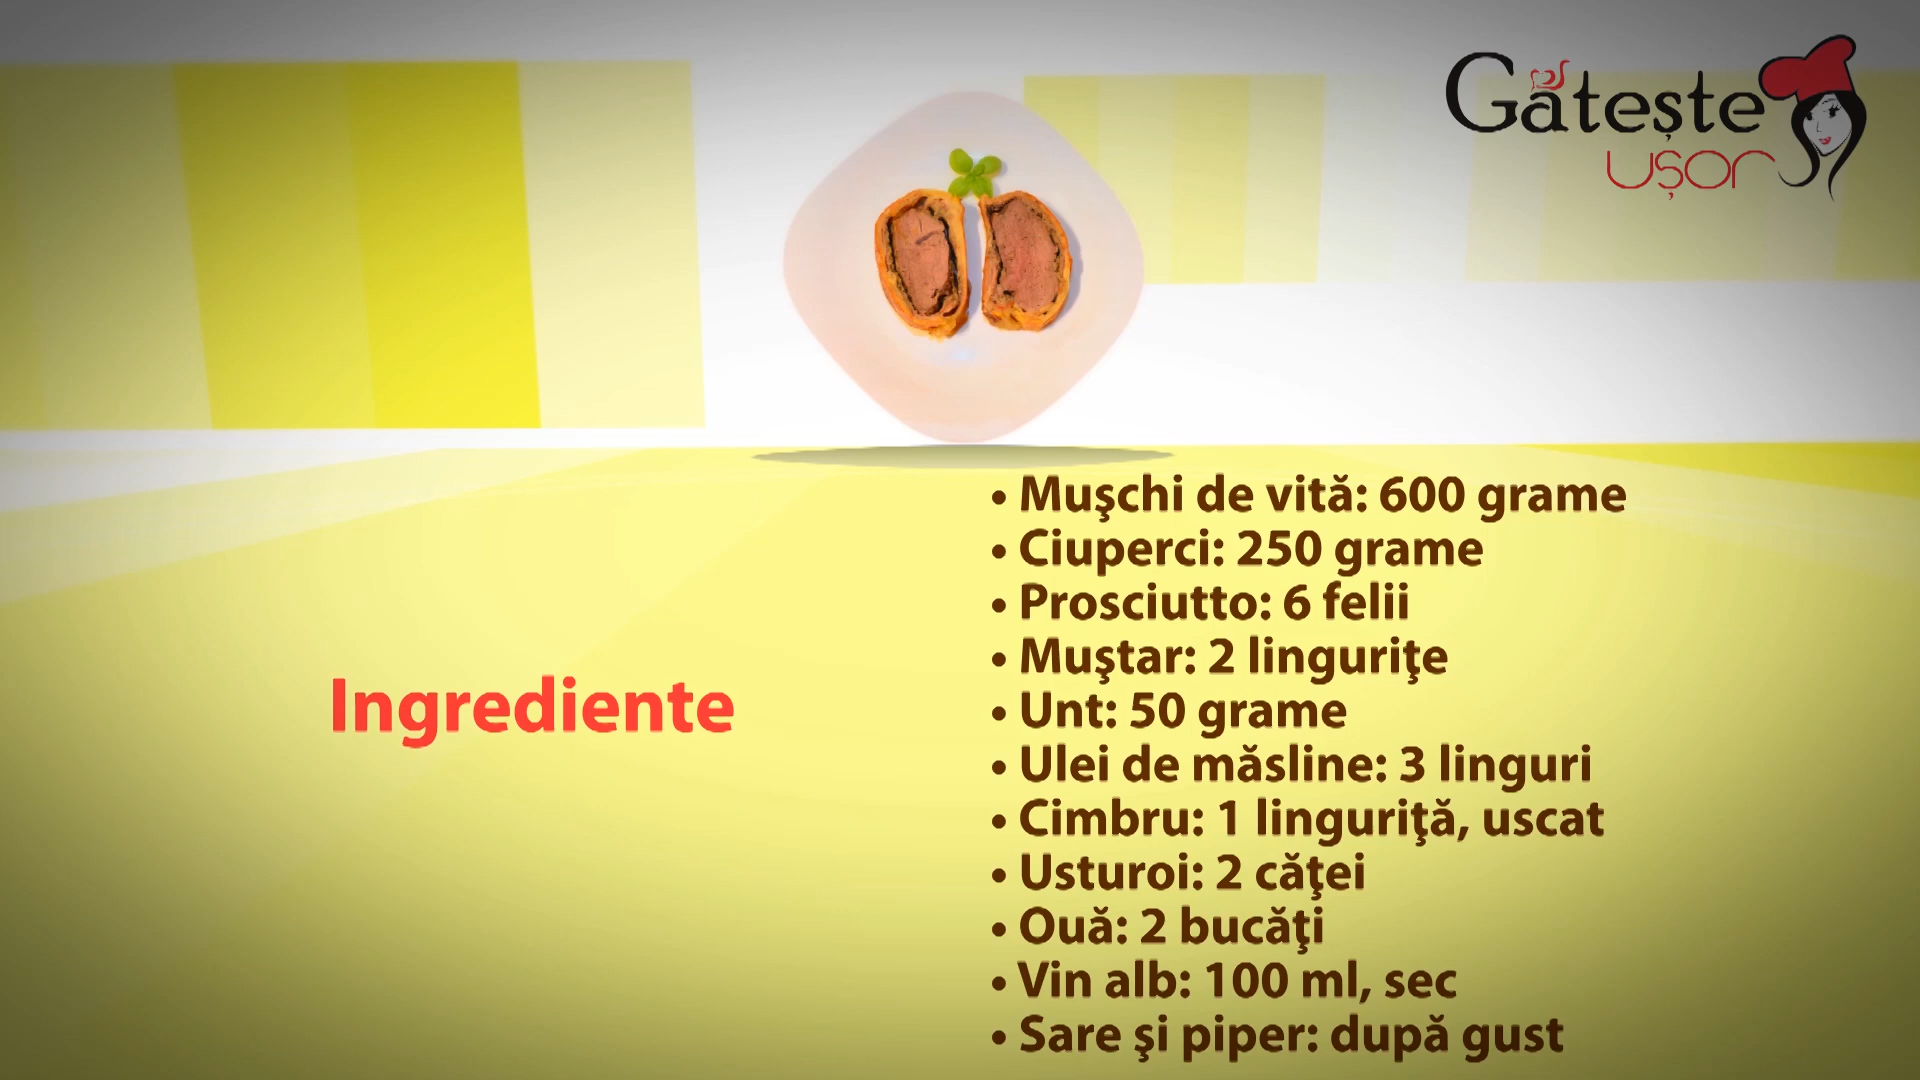 Gătește
ușor
Ingrediente
• Muşchi de vită: 600 grame
• Ciuperci: 250 grame
• Prosciutto: 6 felii
• Muştar: 2 linguriţe
• Unt: 50 grame
• Ulei de măsline: 3 linguri
• Cimbru: 1 linguriţă, uscat
• Usturoi: 2 căţei
• Ouă: 2 bucăţi
• Vin alb: 100 ml, sec
• Sare şi piper: după gust